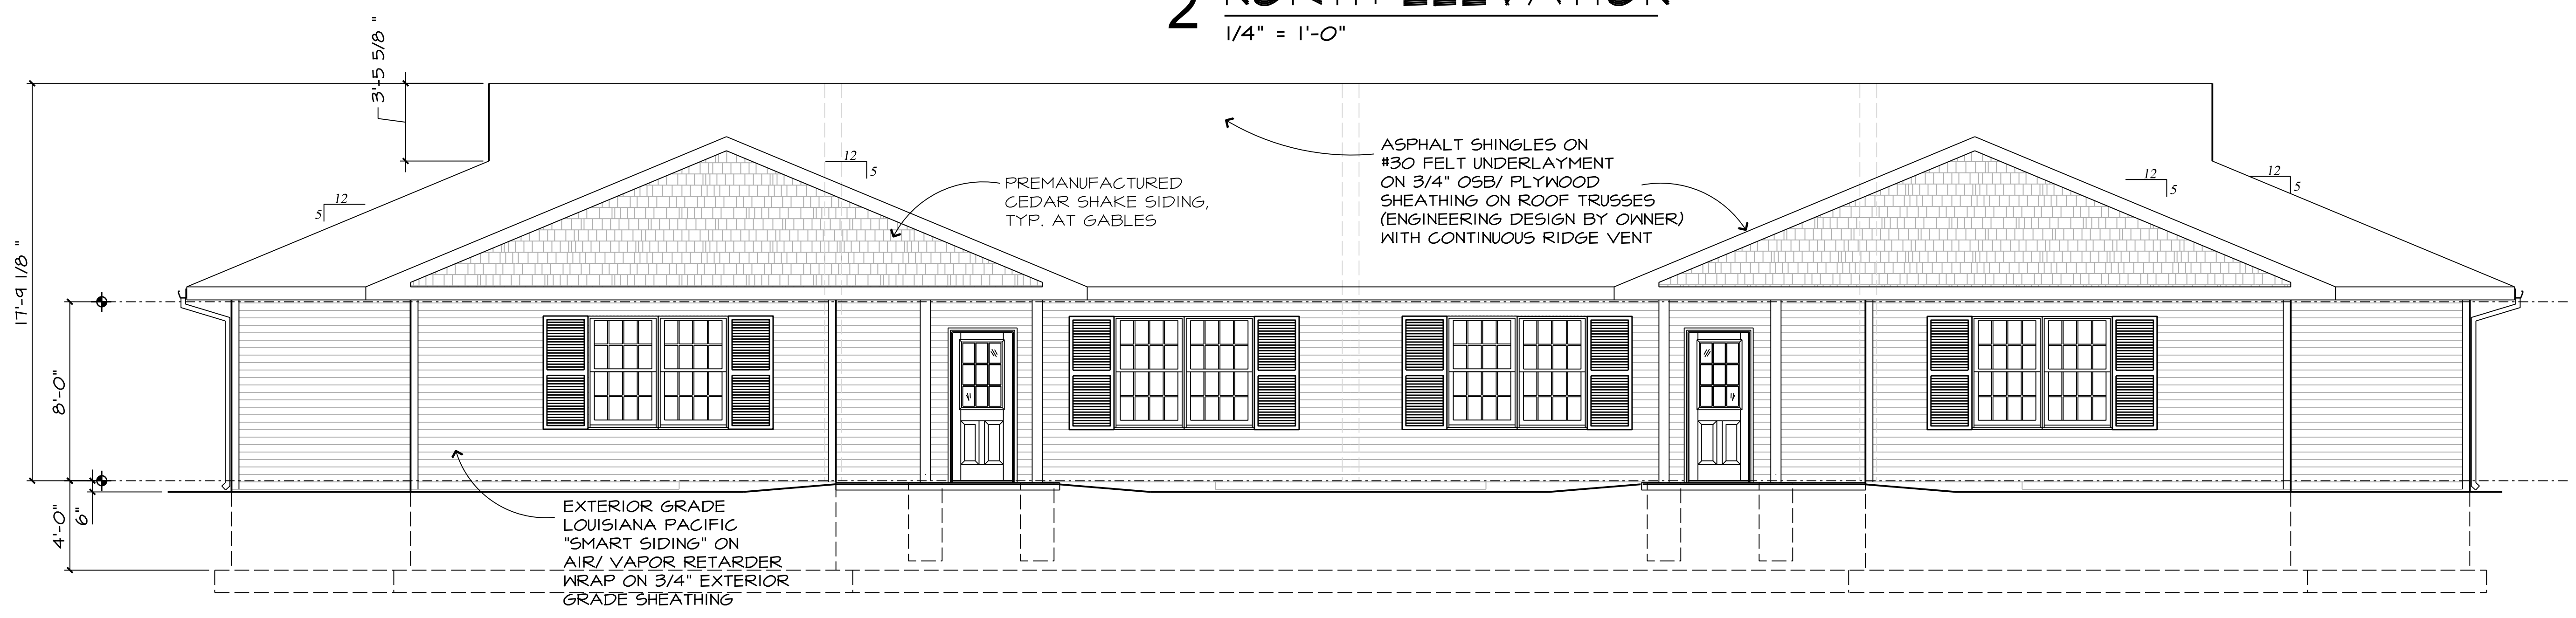 2 NORTH ELEVATION
1/4" = 1'-0"
3'-5 5/8"
17'-9 1/8"
8'-0"
4'-0"
6"
12
5
12
5
12
5
12
5
PREMANUFACTURED
CEDAR SHAKE SIDING,
TYP. AT GABLES
ASPHALT SHINGLES ON
#30 FELT UNDERLAYMENT
ON 3/4" OSB/ PLYWOOD
SHEATHING ON ROOF TRUSSES
(ENGINEERING DESIGN BY OWNER)
WITH CONTINUOUS RIDGE VENT
EXTERIOR GRADE
LOUISIANA PACIFIC
"SMART SIDING" ON
AIR/ VAPOR RETARDER
WRAP ON 3/4" EXTERIOR
GRADE SHEATHING